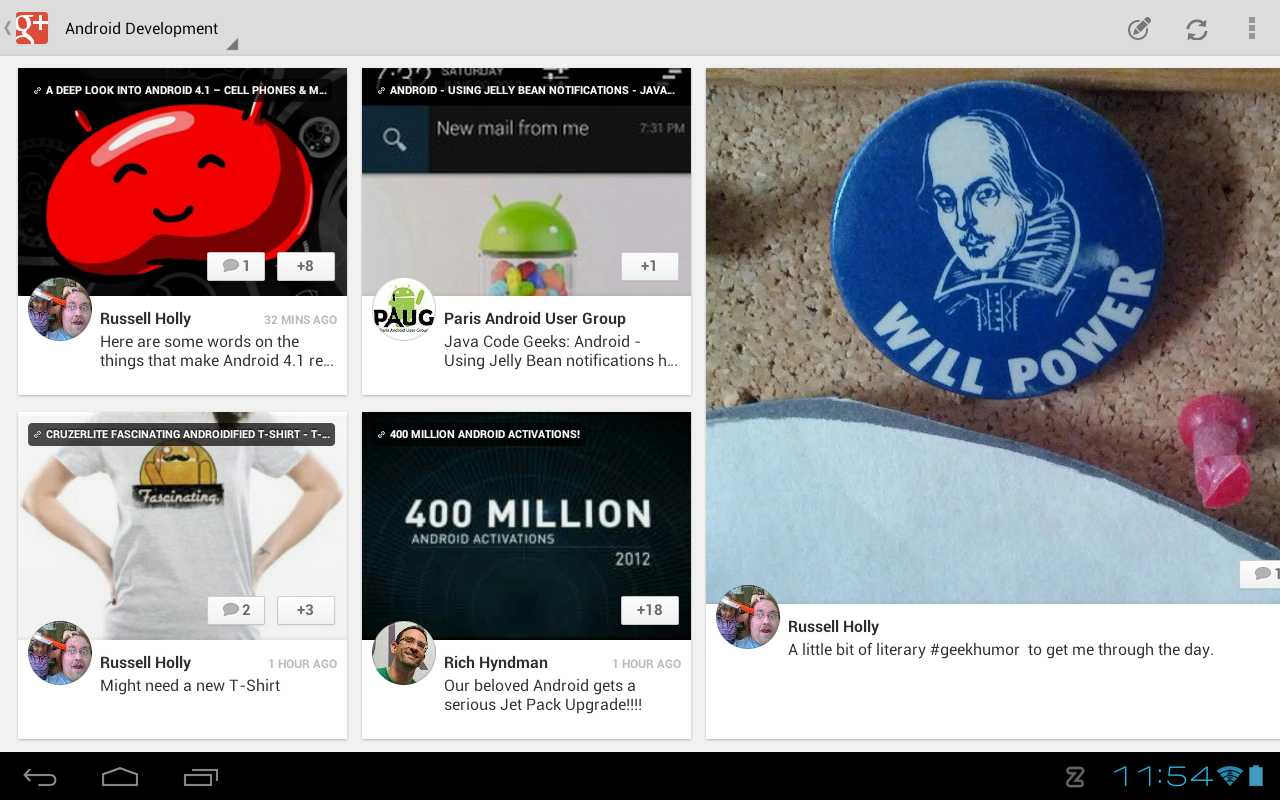 g+
Android Development
A DEEP LOOK INTO ANDROID 4.1 – CELL PHONES & M...
1
+8
Russell Holly
32 MINS AGO
Here are some words on the
things that make Android 4.1 re...
7:32
SATURDAY
ANDROID - USING JELLY BEAN NOTIFICATIONS - JAVA...
New mail from me
7:31 PM
+1
PAUG
Paris Android User Group
Paris Android User Group
Java Code Geeks: Android -
Using Jelly Bean notifications h...
WILL POWER
1
Russell Holly
A little bit of literary #geekhumor to get me through the day.
CRUZERLITE FASCINATING ANDROIDIFIED T-SHIRT - T-...
Fascinating.
2
+3
Russell Holly
1 HOUR AGO
Might need a new T-Shirt
400 MILLION ANDROID ACTIVATIONS!
400 MILLION
ANDROID ACTIVATIONS
2012
+18
Rich Hyndman
1 HOUR AGO
Our beloved Android gets a
serious Jet Pack Upgrade!!!!
11:54